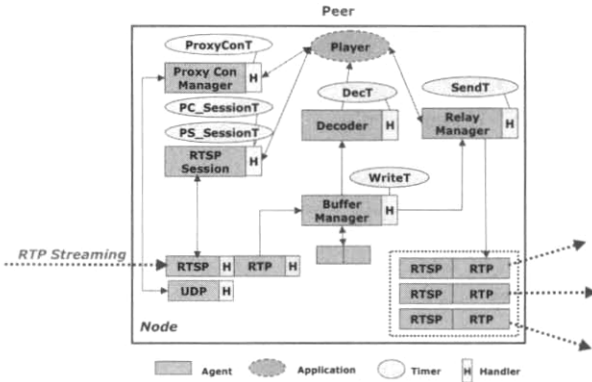 Peer
ProxyConT
Player
Proxy Con
Manager
H
PC_SessionT
DecT
SendT
PS_SessionT
Decoder
H
Relay
Manager
H
RTSP
Session
H
WriteT
Buffer
Manager
H
RTP Streaming
RTSP H RTP H
RTSP RTP
UDP H
RTSP RTP
Node
RTSP RTP
Agent
Application
Timer
H
Handler